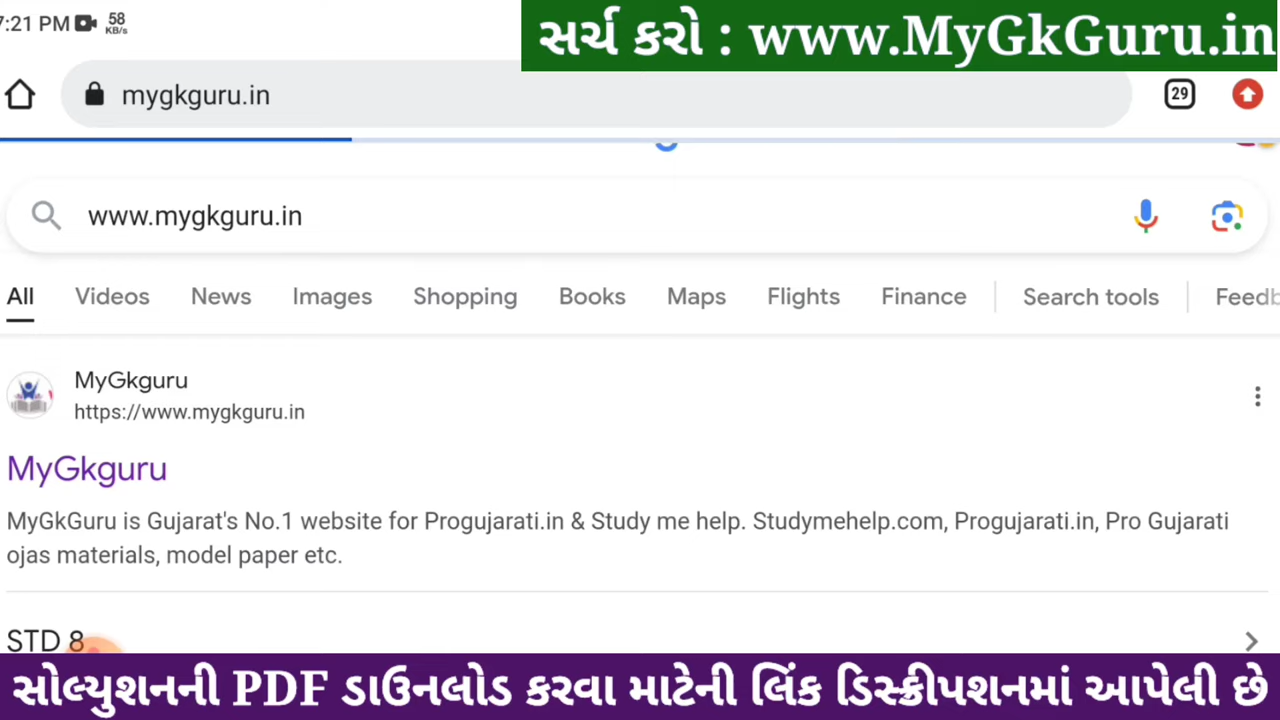 7:21 PM 58 KB/s
સર્ચ કરો : www.MyGkGuru.in
mygkguru.in 29
www.mygkguru.in
All Videos News Images Shopping Books Maps Flights Finance Search tools Feedb
MyGkguru
https://www.mygkguru.in
MyGkguru
MyGkGuru is Gujarat's No.1 website for Progujarati.in & Study me help. Studymehelp.com, Progujarati.in, Pro Gujarati
ojas materials, model paper etc.
STD 8
સોલ્યુશનની PDF ડાઉનલોડ કરવા માટેની લિંક ડિસ્ક્રીપશનમાં આપેલી છે